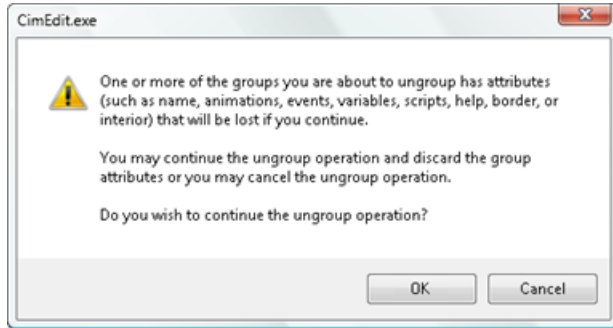 CimEdit.exe
One or more of the groups you are about to ungroup has attributes
(such as name, animations, events, variables, scripts, help, border, or
interior) that will be lost if you continue.
You may continue the ungroup operation and discard the group
attributes or you may cancel the ungroup operation.
Do you wish to continue the ungroup operation?
OK
Cancel